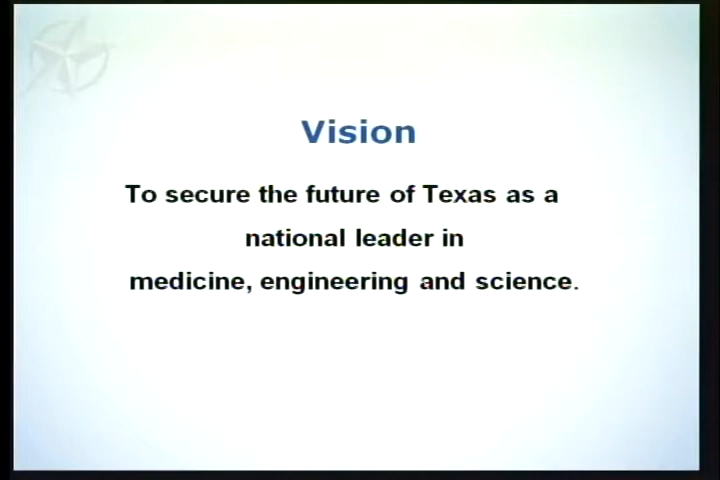 Vision
To secure the future of Texas as a
national leader in
medicine, engineering and science.